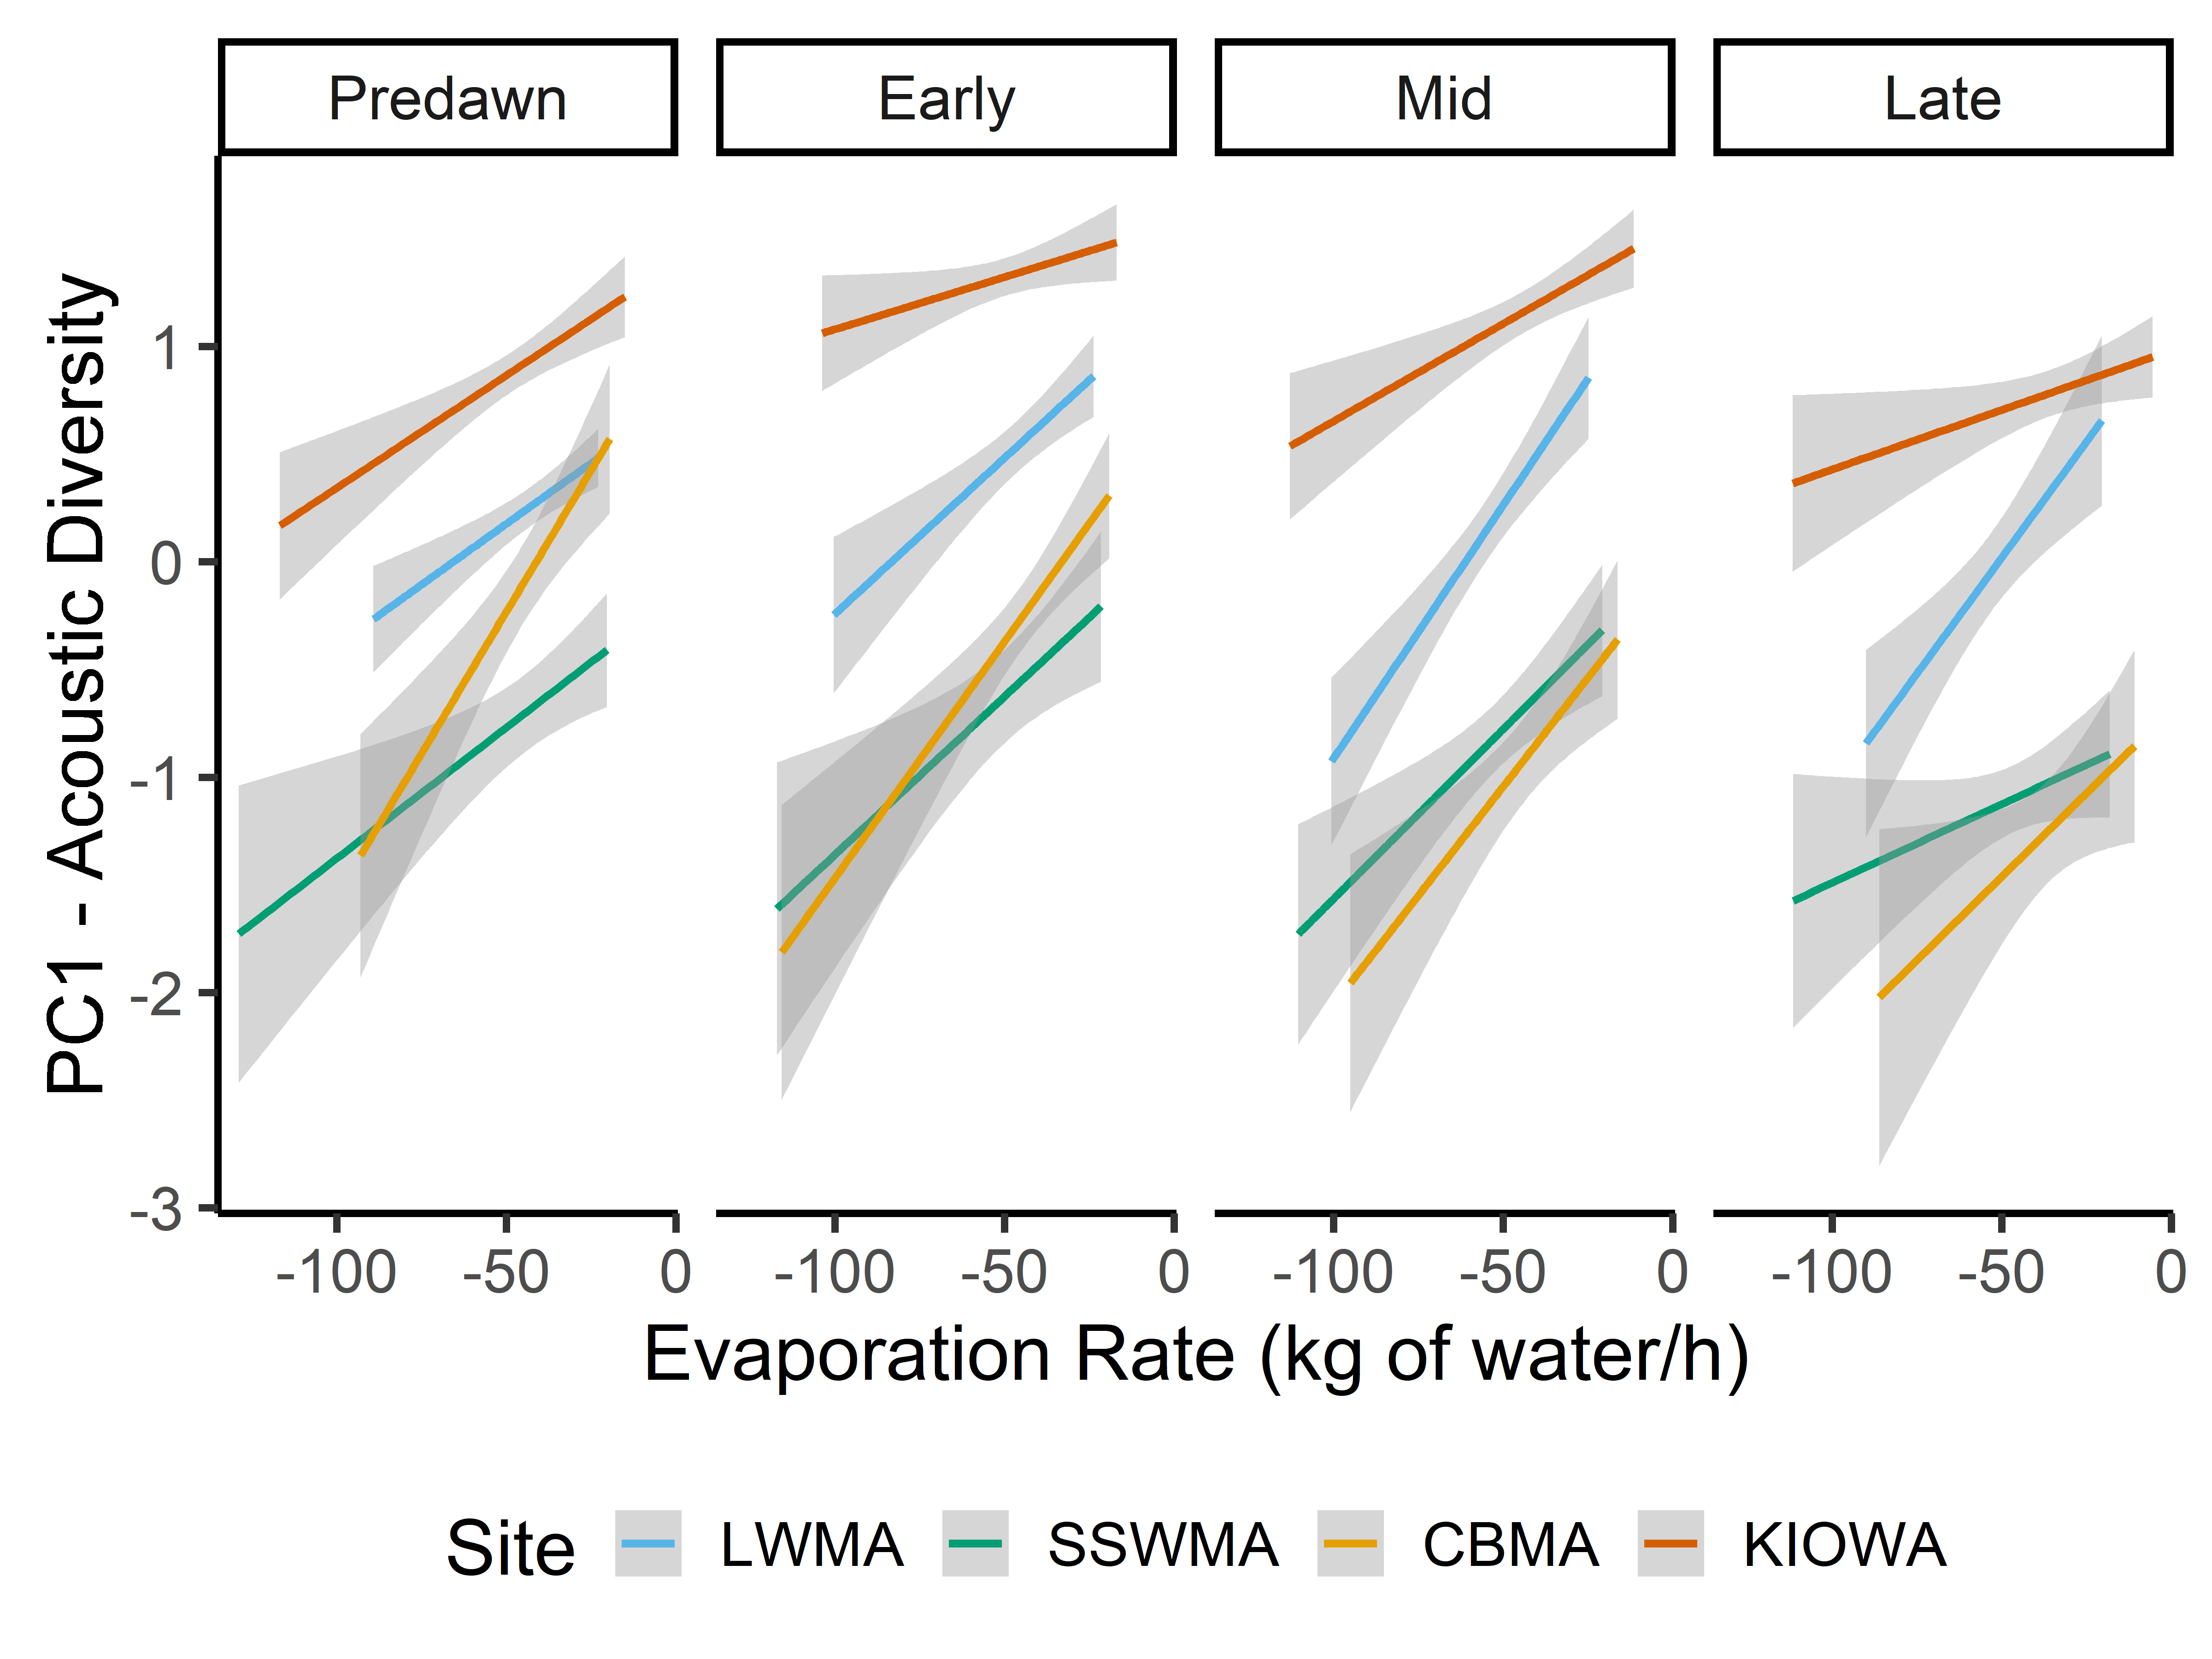 Predawn Early Mid Late
PC1 - Acoustic Diversity
1
0
-1
-2
-3
-100 -50 0 -100 -50 0 -100 -50 0 -100 -50 0
Evaporation Rate (kg of water/h)
Site LWMA SSWMA CBMA KIOWA